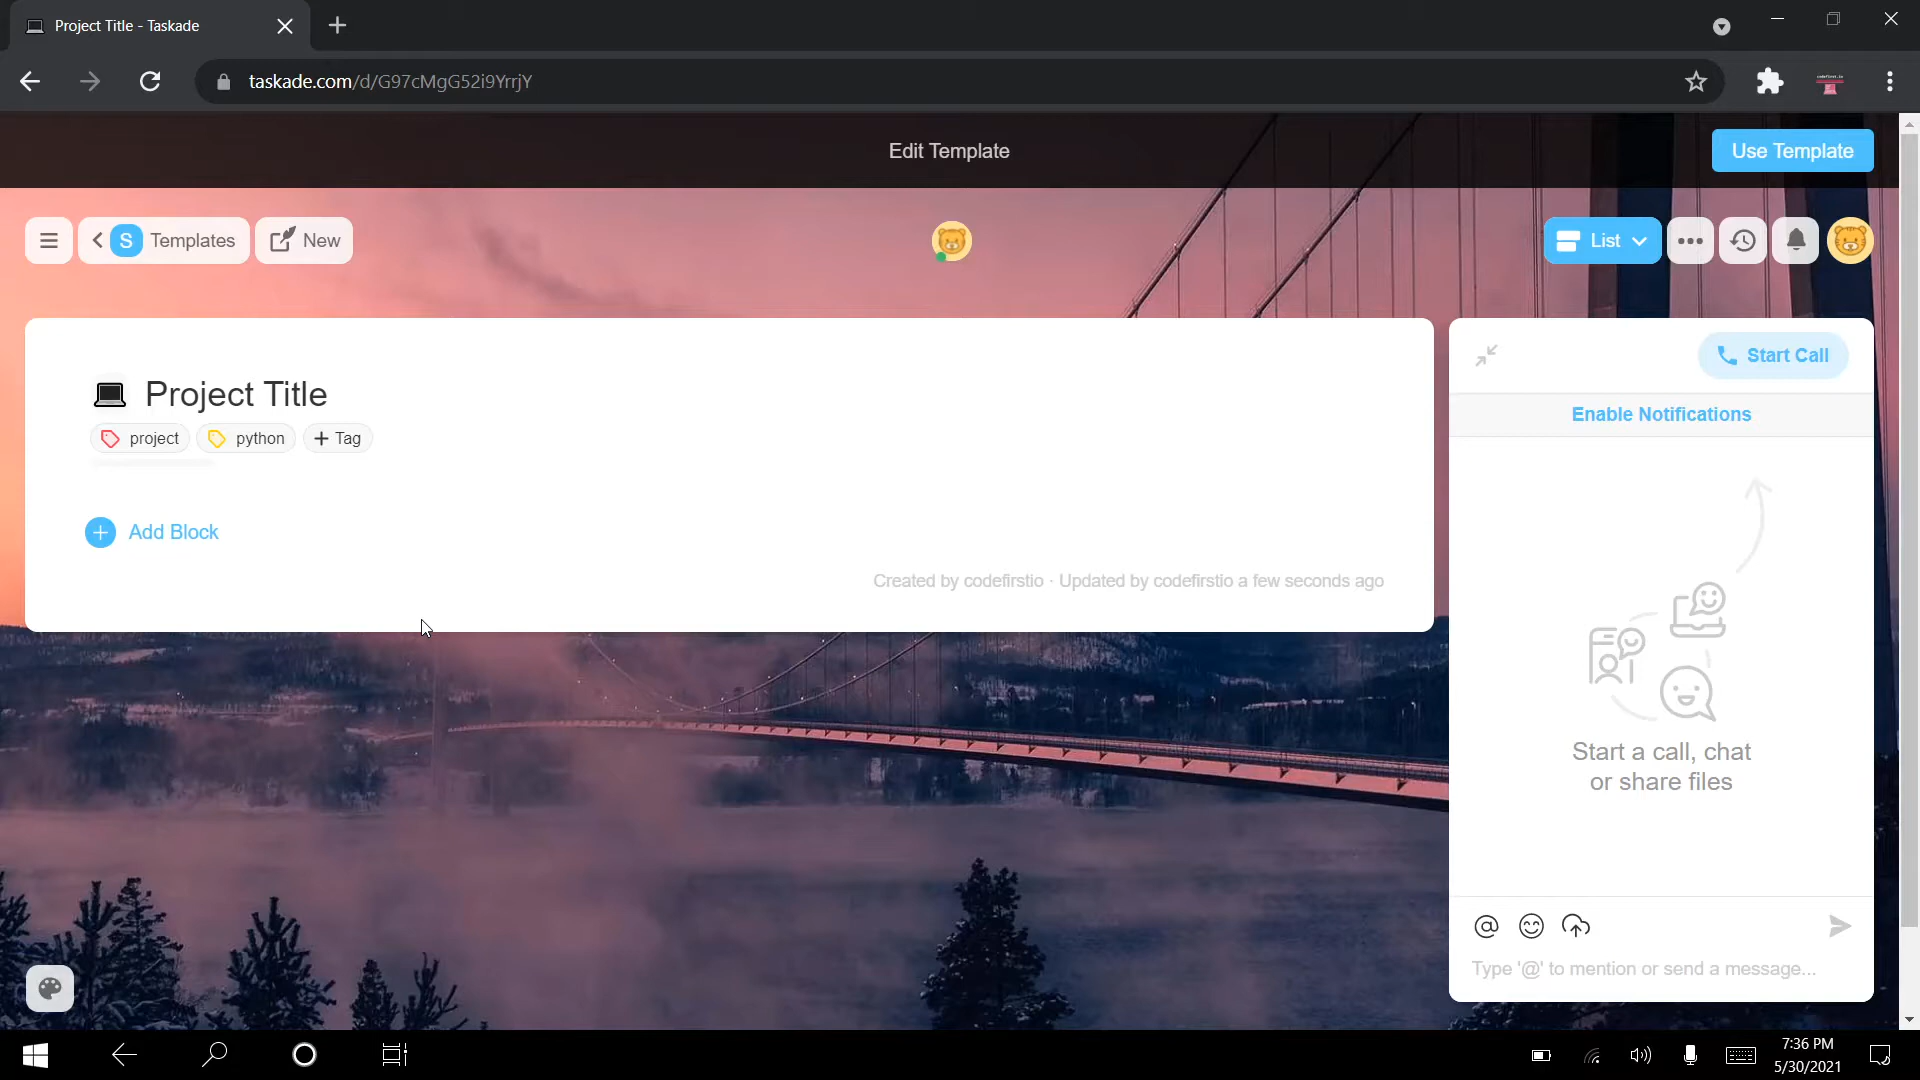 Project Title - Taskade
taskade.com/d/G97cMgG52i9YrrjY
Edit Template
Use Template
S Templates
New
List
Project Title
project
python
+ Tag
Add Block
Created by codefirstio · Updated by codefirstio a few seconds ago
Start Call
Enable Notifications
Start a call, chat
or share files
Type '@' to mention or send a message...
7:36 PM
5/30/2021